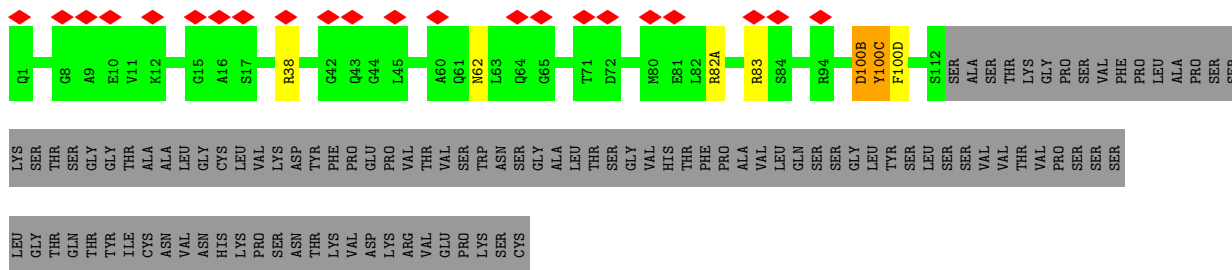 Q1 G8 A9 E10 V11 K12 G15 A16 S17 R38 G42 Q43 G44 L45 A60 Q61 N62 L63 Q64 G65 T71 D72 M80 E81 L82 R82A R83 S84 R94 D100B Y100C F100D S112 SER ALA SER THR LYS GLY PRO SER VAL PHE PRO LEU ALA PRO SER SER
LYS SER THR SER GLY GLY THR ALA ALA LEU GLY CYS LEU VAL LYS ASP TYR PHE PRO GLU PRO VAL THR VAL SER TRP ASN SER GLY ALA LEU THR SER GLY VAL HIS THR PHE PRO ALA VAL LEU GLN SER SER GLY LEU TYR SER LEU SER SER VAL VAL THR VAL PRO SER SER SER
LEU GLY THR GLN THR TYR ILE CYS ASN VAL ASN HIS LYS PRO SER ASN THR LYS VAL ASP LYS ARG VAL GLU PRO LYS SER CYS